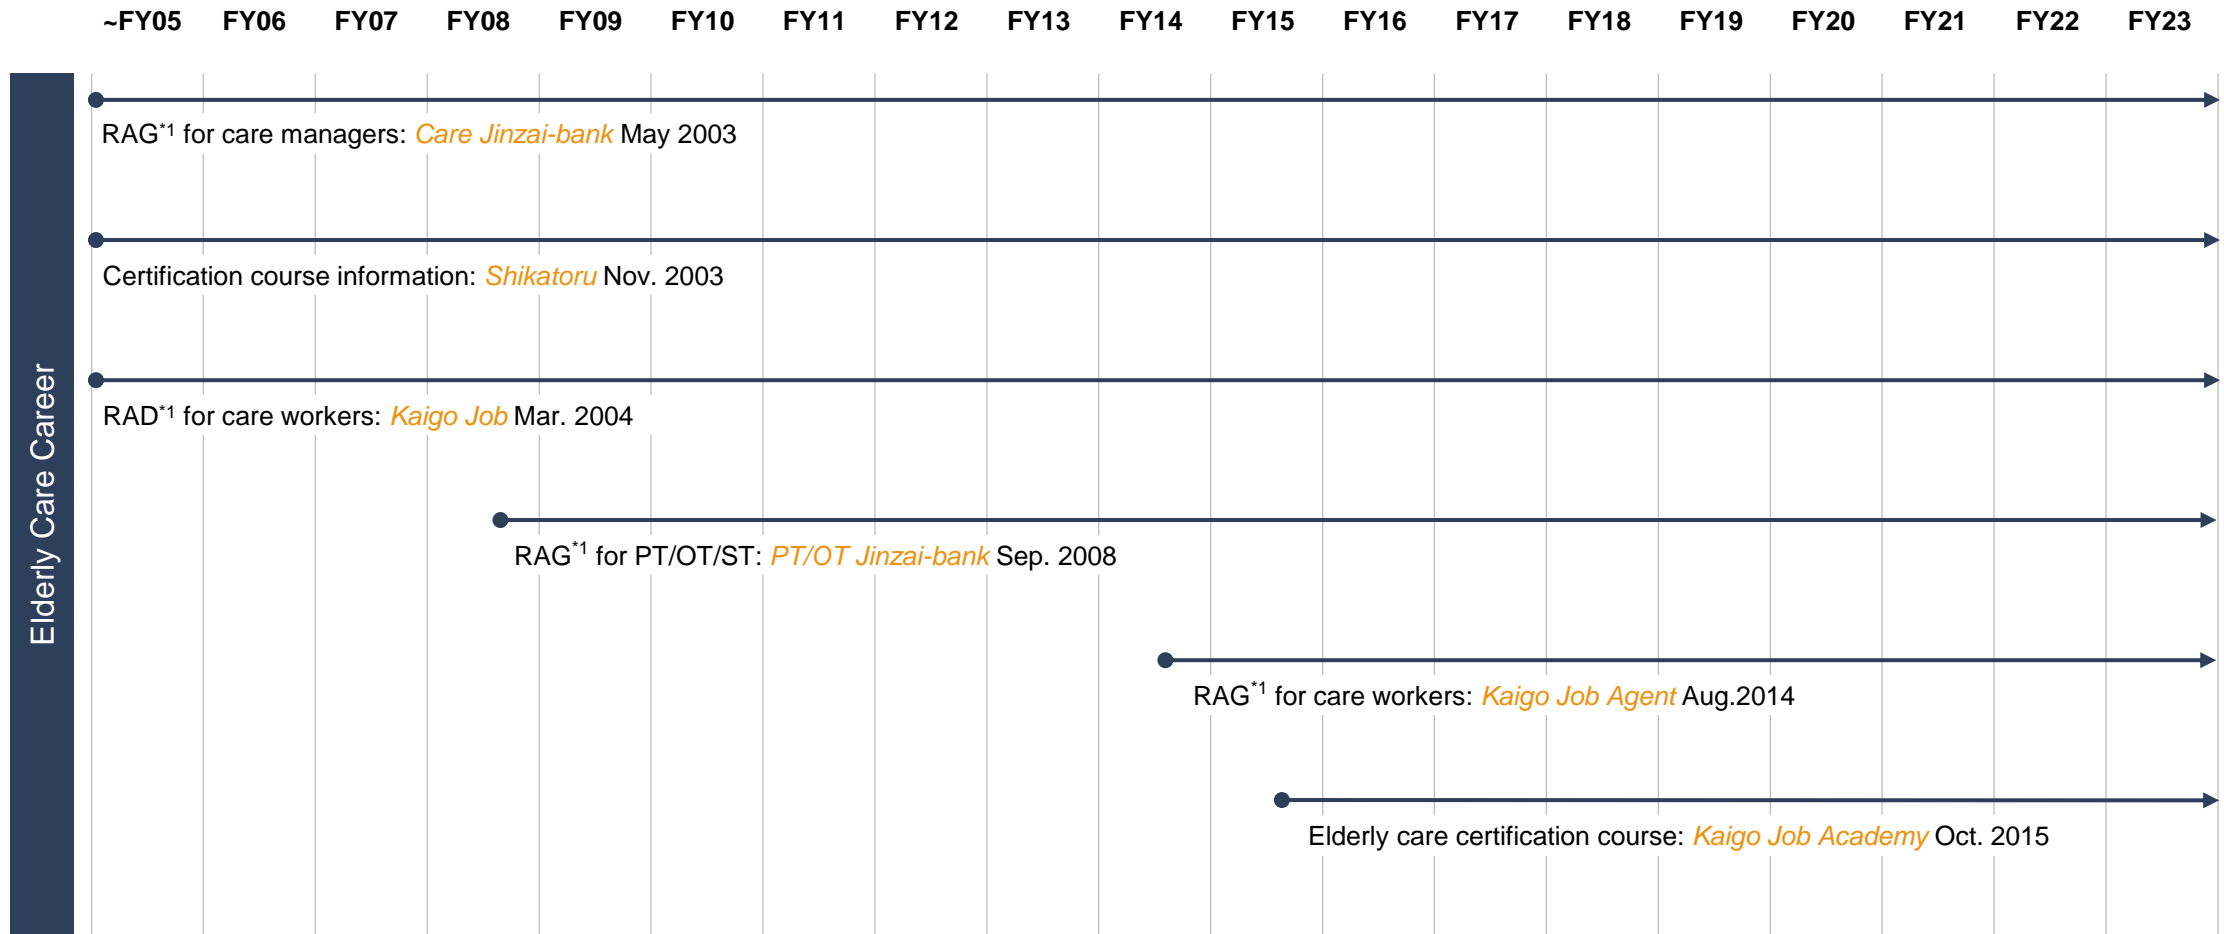 ~FY05 FY06 FY07 FY08 FY09 FY10 FY11 FY12 FY13 FY14 FY15 FY16 FY17 FY18 FY19 FY20 FY21 FY22 FY23
Elderly Care Career
RAG*1 for care managers: Care Jinzai-bank May 2003
Certification course information: Shikatoru Nov. 2003
RAD*1 for care workers: Kaigo Job Mar. 2004
RAG*1 for PT/OT/ST: PT/OT Jinzai-bank Sep. 2008
RAG*1 for care workers: Kaigo Job Agent Aug.2014
Elderly care certification course: Kaigo Job Academy Oct. 2015